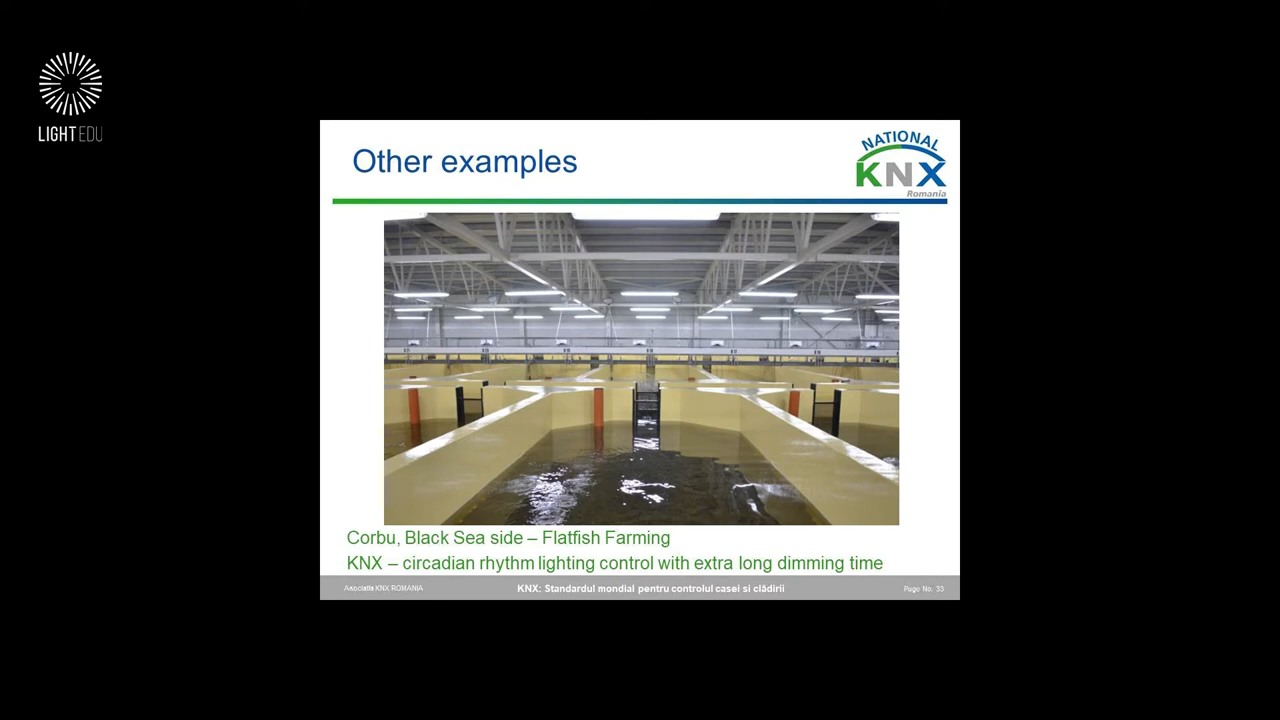 LIGHT EDU
Other examples
NATIONAL
KNX
Romania
Corbu, Black Sea side – Flatfish Farming
KNX – circadian rhythm lighting control with extra long dimming time
Asociatia KNX ROMANIA
KNX: Standardul mondial pentru controlul casei si clădirii
Page No. 33